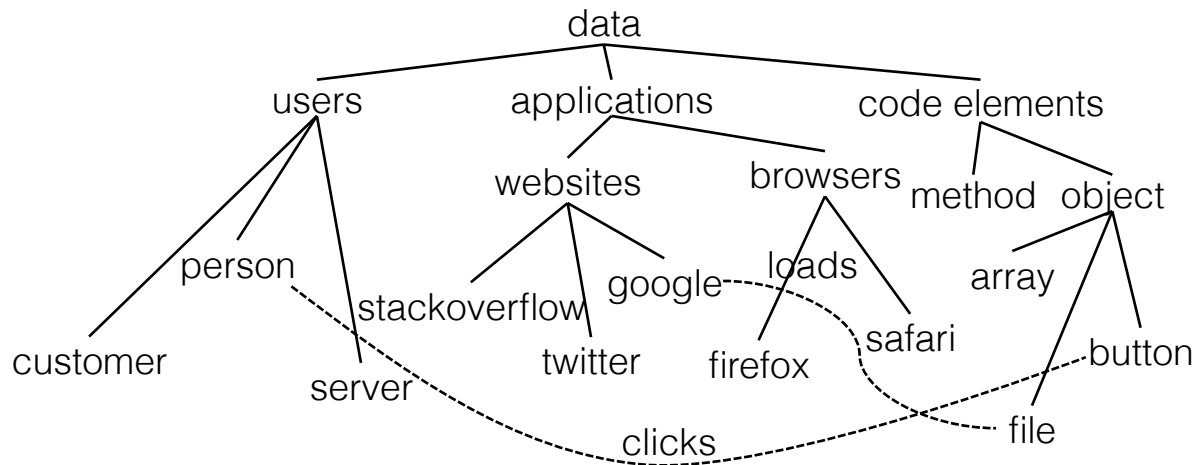 data
users
applications
code elements
websites
browsers
method
object
person
stackoverflow
google
loads
array
customer
server
twitter
firefox
safari
button
file
clicks